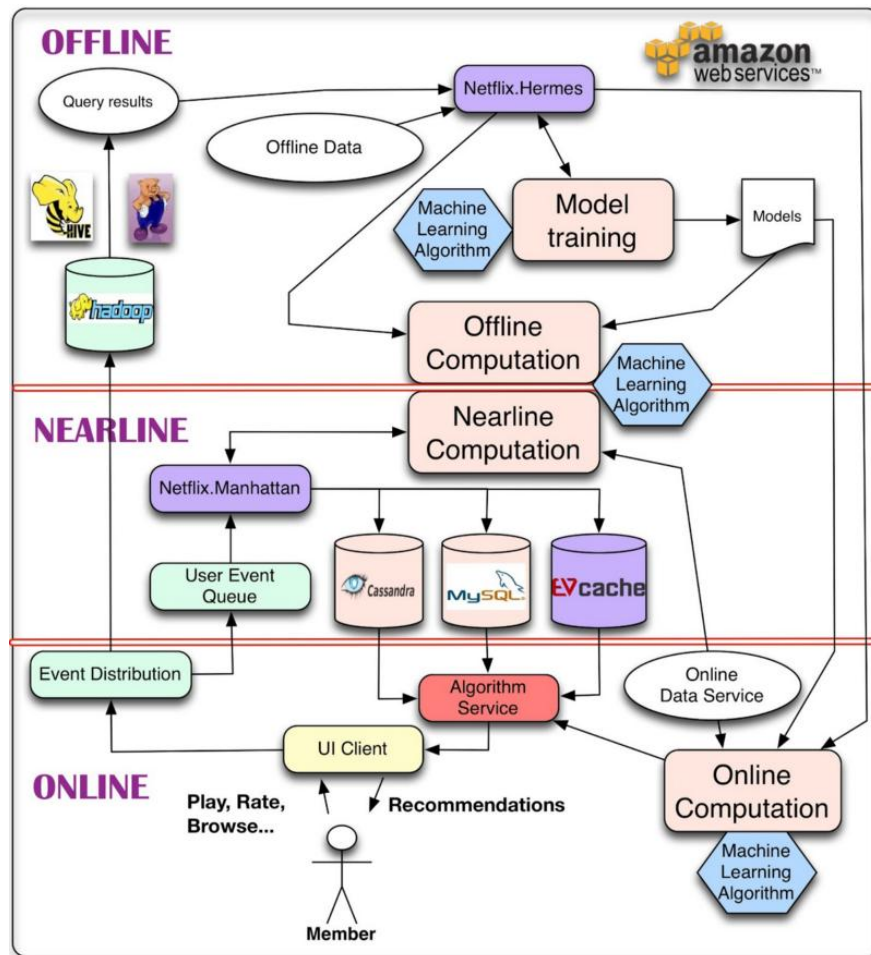 OFFLINE
amazon
web services™
Query results
Netflix.Hermes
Offline Data
HIVE
Machine
Learning
Algorithm
Model
training
Models
hadoop
Offline
Computation
Machine
Learning
Algorithm
NEARLINE
Nearline
Computation
Netflix.Manhattan
User Event
Queue
Cassandra
MySQL®
EVcache
Event Distribution
Algorithm
Service
Online
Data Service
UI Client
ONLINE
Play, Rate,
Browse...
Recommendations
Online
Computation
Machine
Learning
Algorithm
Member